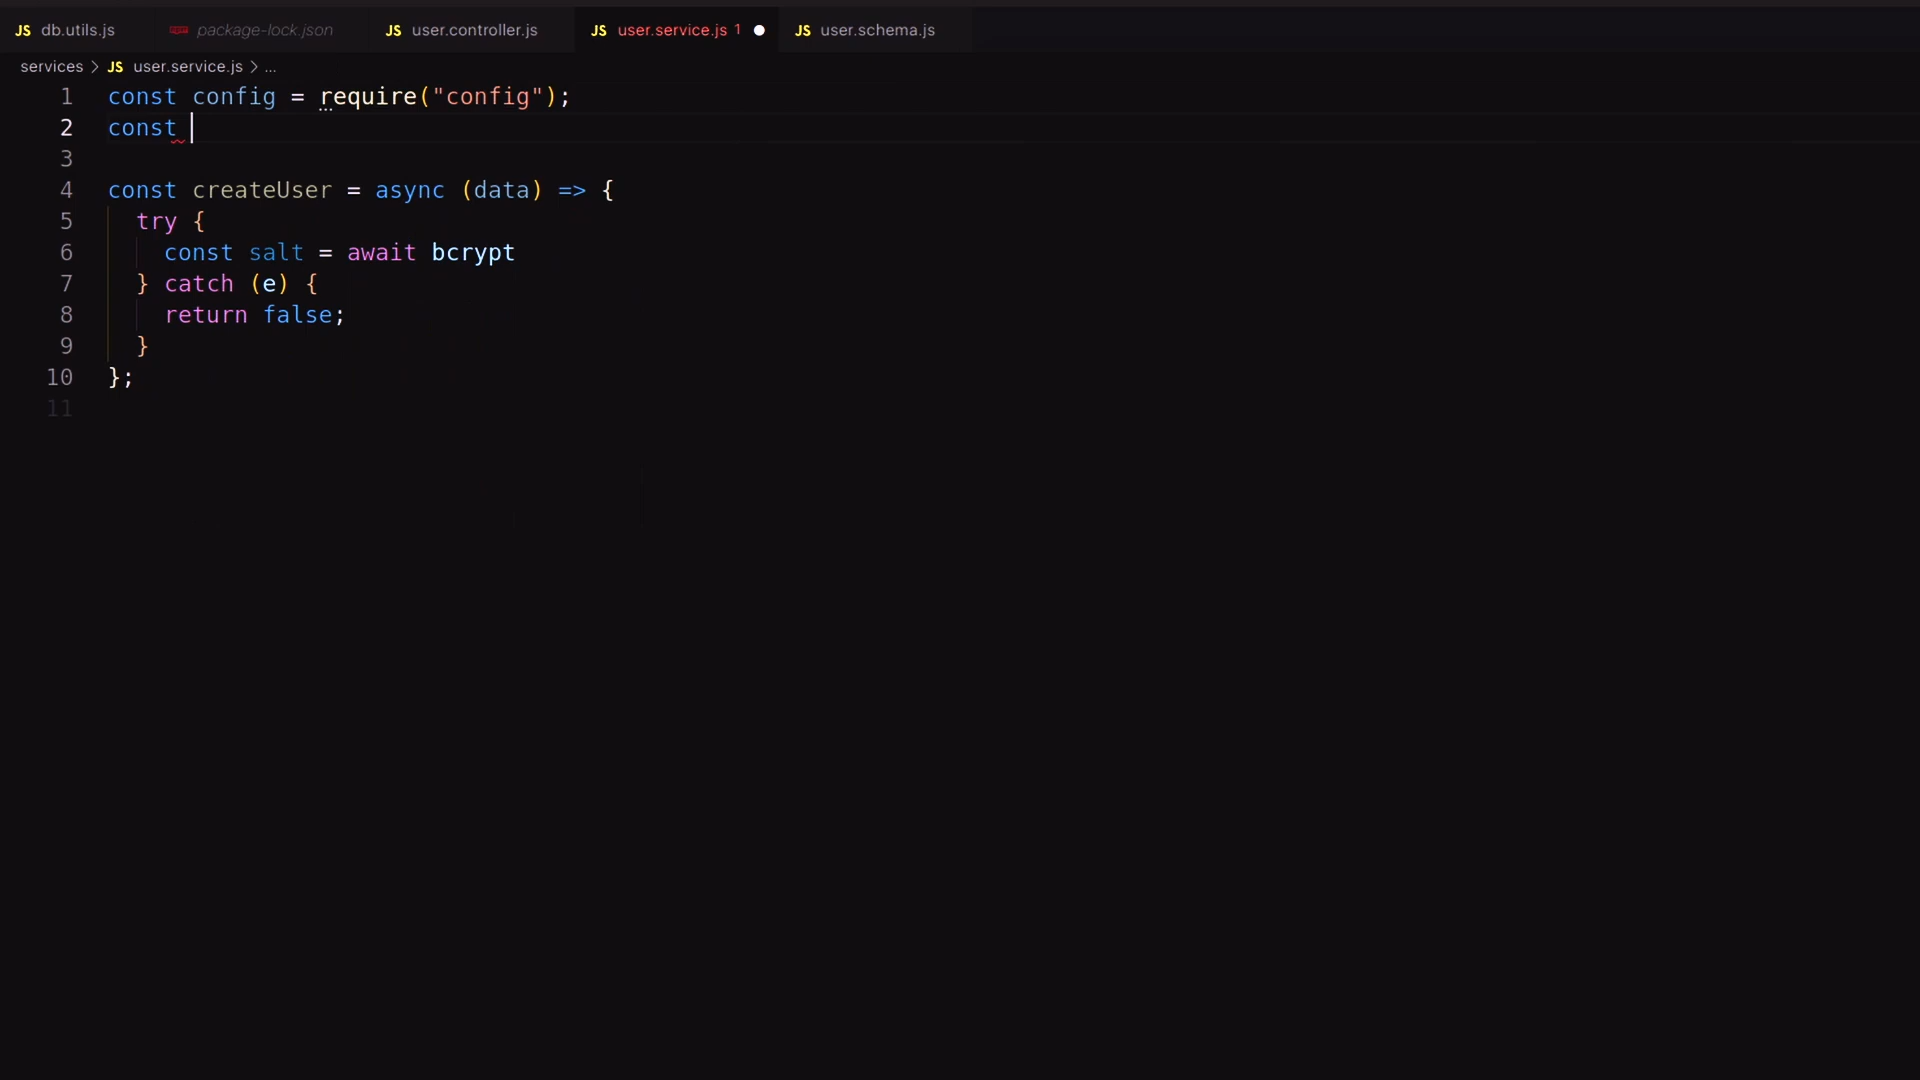 JS db.utils.js package-lock.json JS user.controller.js JS user.service.js 1 JS user.schema.js
services > JS user.service.js > ...
1 const config = require("config");
2 const
3
4 const createUser = async (data) => {
5 try {
6 const salt = await bcrypt
7 } catch (e) {
8 return false;
9 }
10 };
11